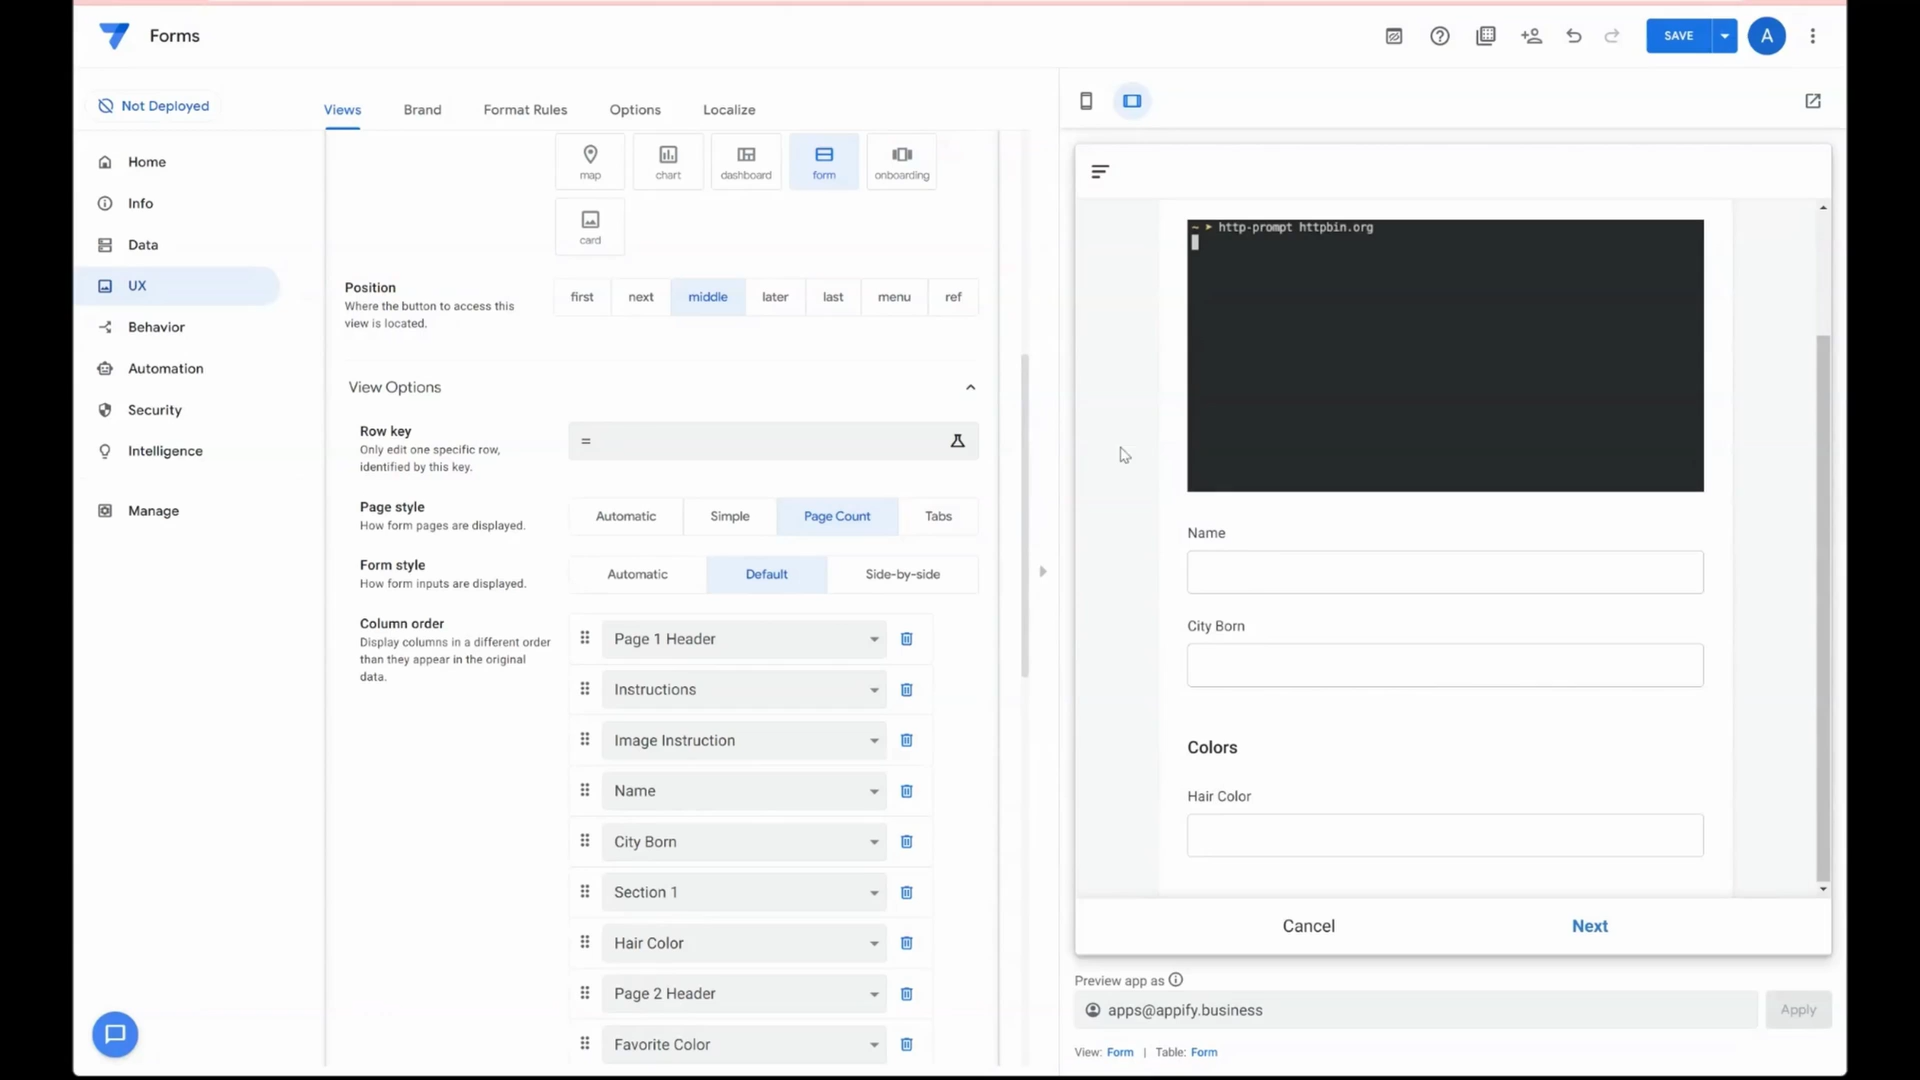 Forms
SAVE
A
Not Deployed
Views
Brand
Format Rules
Options
Localize
Home
Info
Data
UX
Behavior
Automation
Security
Intelligence
Manage
map
chart
dashboard
form
onboarding
card
Position
Where the button to access this
view is located.
first
next
middle
later
last
menu
ref
View Options
Row key
Only edit one specific row,
identified by this key.
=
Page style
How form pages are displayed.
Automatic
Simple
Page Count
Tabs
Form style
How form inputs are displayed.
Automatic
Default
Side-by-side
Column order
Display columns in a different order
than they appear in the original
data.
Page 1 Header
Instructions
Image Instruction
Name
City Born
Section 1
Hair Color
Page 2 Header
Favorite Color
~ ➤ http-prompt httpbin.org
Name
City Born
Colors
Hair Color
Cancel
Next
Preview app as
apps@appify.business
Apply
View: Form | Table: Form